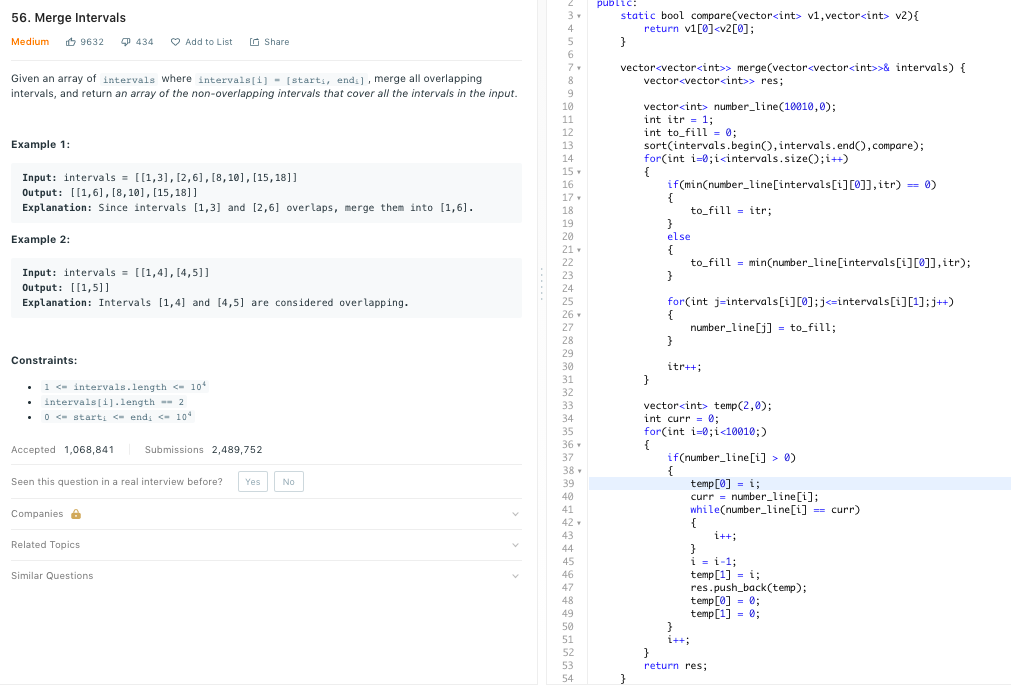 56. Merge Intervals
Medium 9632 434 Add to List Share
Given an array of intervals where intervals[i] = [startᵢ, endᵢ], merge all overlapping
intervals, and return an array of the non-overlapping intervals that cover all the intervals in the input.
Example 1:
Input: intervals = [[1,3],[2,6],[8,10],[15,18]]
Output: [[1,6],[8,10],[15,18]]
Explanation: Since intervals [1,3] and [2,6] overlaps, merge them into [1,6].
Example 2:
Input: intervals = [[1,4],[4,5]]
Output: [[1,5]]
Explanation: Intervals [1,4] and [4,5] are considered overlapping.
Constraints:
• 1 <= intervals.length <= 10⁴
• intervals[i].length == 2
• 0 <= startᵢ <= endᵢ <= 10⁴
Accepted 1,068,841 Submissions 2,489,752
Seen this question in a real interview before? Yes No
Companies
Related Topics
Similar Questions
2 public:
3 static bool compare(vector<int> v1,vector<int> v2){
4 return v1[0]<v2[0];
5 }
6
7 vector<vector<int>> merge(vector<vector<int>>& intervals) {
8 vector<vector<int>> res;
9
10 vector<int> number_line(10010,0);
11 int itr = 1;
12 int to_fill = 0;
13 sort(intervals.begin(),intervals.end(),compare);
14 for(int i=0;i<intervals.size();i++)
15 {
16 if(min(number_line[intervals[i][0]],itr) == 0)
17 {
18 to_fill = itr;
19 }
20 else
21 {
22 to_fill = min(number_line[intervals[i][0]],itr);
23 }
24
25 for(int j=intervals[i][0];j<=intervals[i][1];j++)
26 {
27 number_line[j] = to_fill;
28 }
29
30 itr++;
31 }
32
33 vector<int> temp(2,0);
34 int curr = 0;
35 for(int i=0;i<10010;)
36 {
37 if(number_line[i] > 0)
38 {
39 temp[0] = i;
40 curr = number_line[i];
41 while(number_line[i] == curr)
42 {
43 i++;
44 }
45 i = i-1;
46 temp[1] = i;
47 res.push_back(temp);
48 temp[0] = 0;
49 temp[1] = 0;
50 }
51 i++;
52 }
53 return res;
54 }